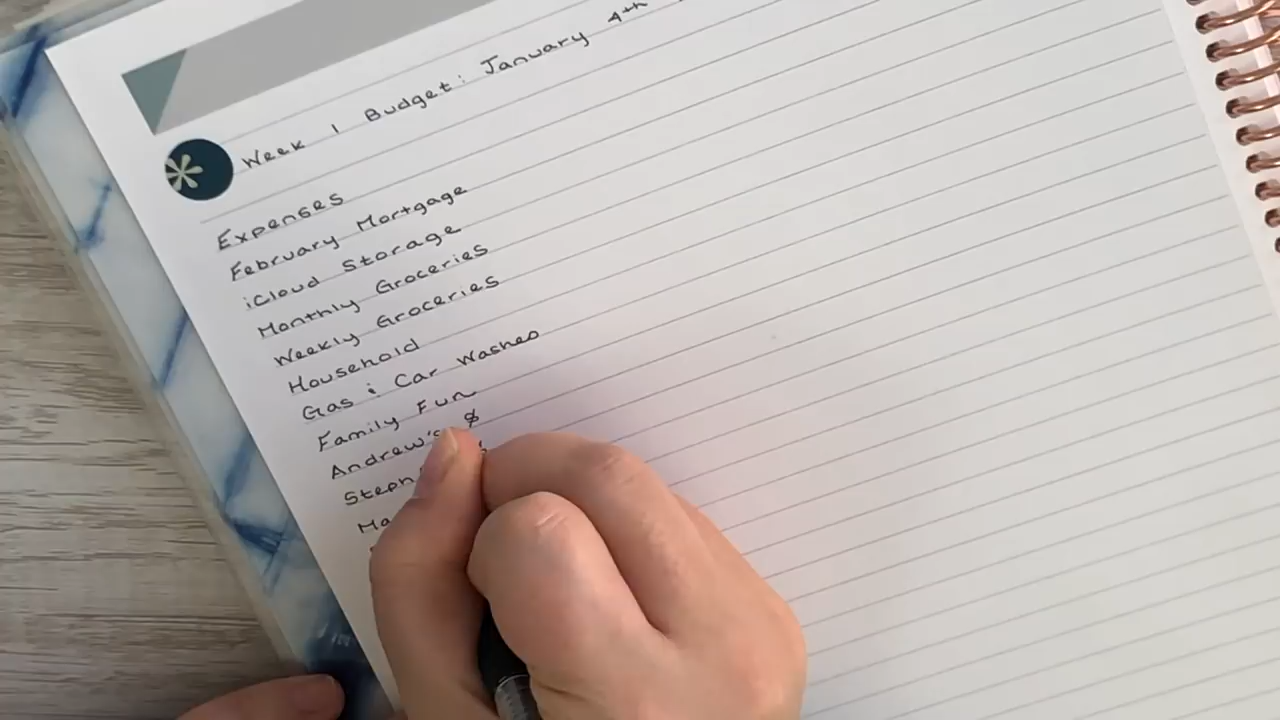 Week 1 Budget: January 4th
Expenses
February Mortgage
iCloud Storage
Monthly Groceries
Weekly Groceries
Household
Gas & Car Washes
Family Fun
Andrew's $